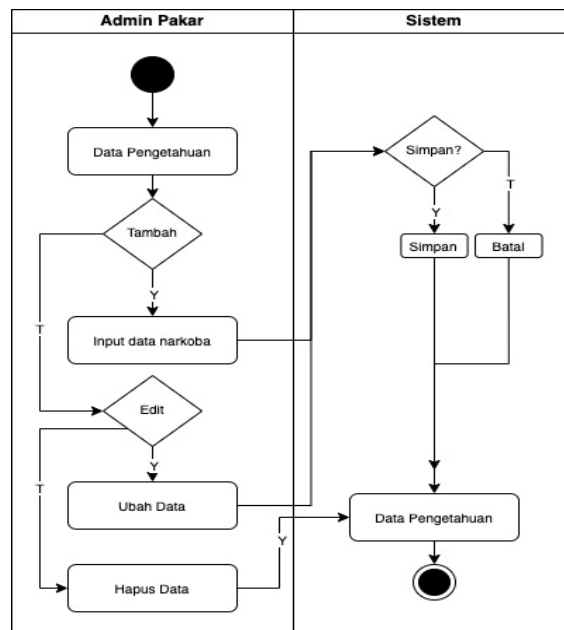 Admin Pakar
Sistem
Data Pengetahuan
Simpan?
T
Tambah
Y
Simpan
Batal
Y
T
Input data narkoba
Edit
Y
T
Ubah Data
Data Pengetahuan
Y
Hapus Data